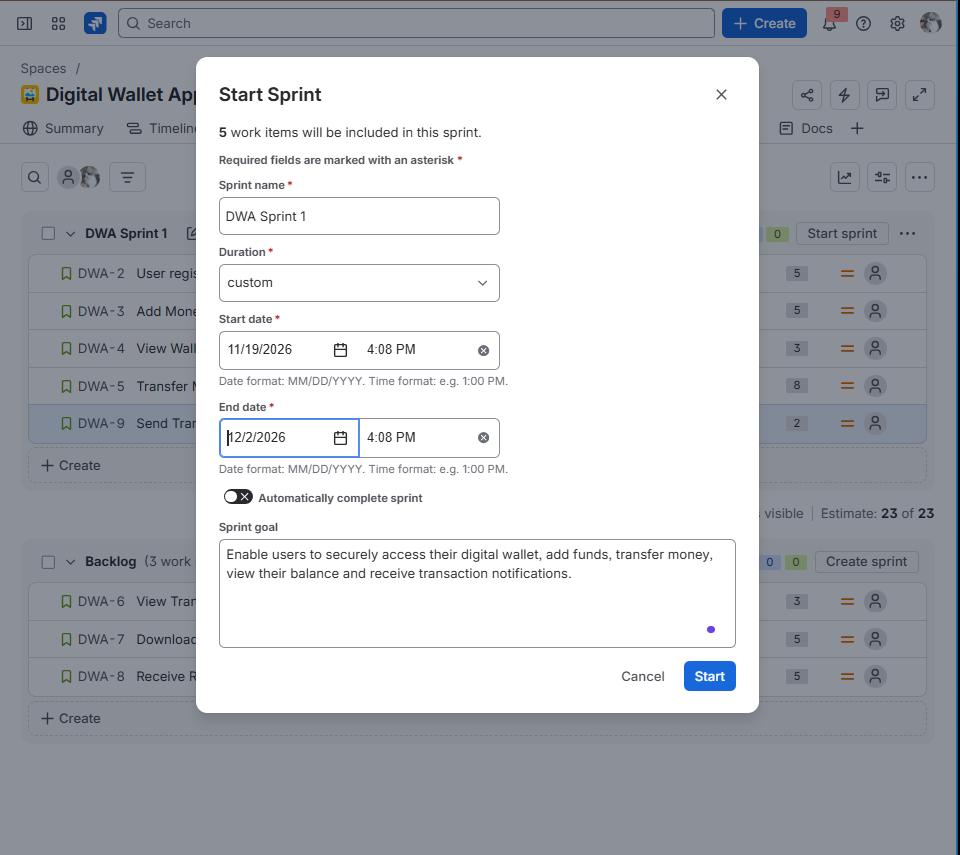 Search
Create
9
Spaces /
Digital Wallet App
Summary
Timeline
Docs
Start Sprint
5 work items will be included in this sprint.
Required fields are marked with an asterisk *
Sprint name *
DWA Sprint 1
Duration *
custom
Start date *
11/19/2026 4:08 PM
Date format: MM/DD/YYYY. Time format: e.g. 1:00 PM.
End date *
12/2/2026 4:08 PM
Date format: MM/DD/YYYY. Time format: e.g. 1:00 PM.
Automatically complete sprint
Sprint goal
Enable users to securely access their digital wallet, add funds, transfer money,
view their balance and receive transaction notifications.
Cancel
Start
DWA Sprint 1
0
Start sprint
DWA-2 User regis 5
DWA-3 Add Mone 5
DWA-4 View Wall 3
DWA-5 Transfer M 8
DWA-9 Send Tran 2
Create
visible
Estimate: 23 of 23
Backlog (3 work
0 0
Create sprint
DWA-6 View Tran 3
DWA-7 Download 5
DWA-8 Receive R 5
Create